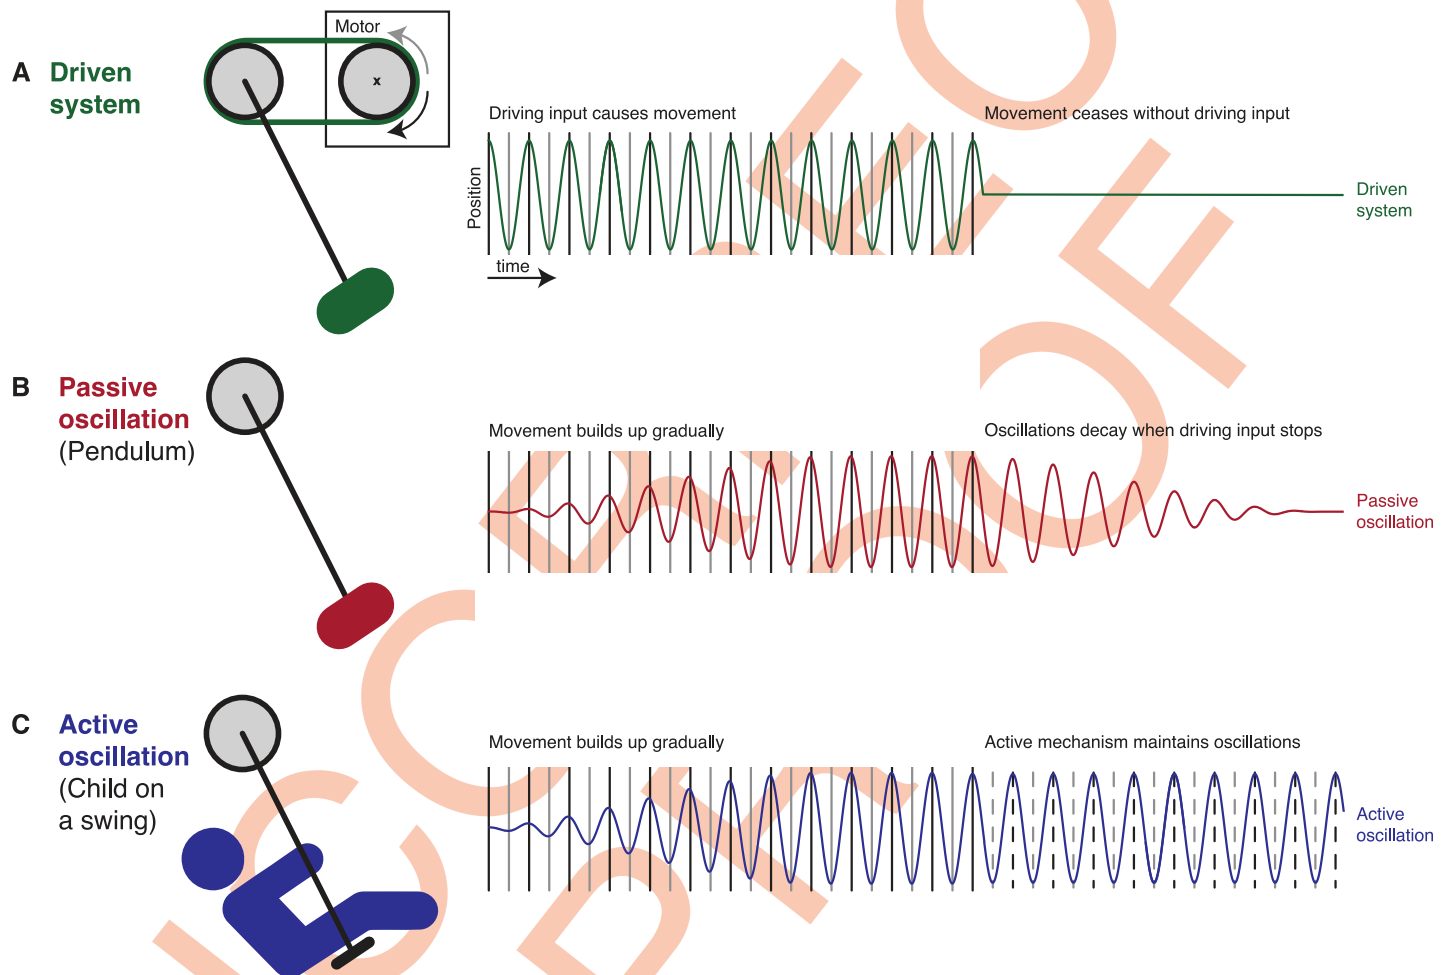 A Driven
system
Motor
x
Driving input causes movement
Movement ceases without driving input
Position
time
Driven
system
B Passive
oscillation
(Pendulum)
Movement builds up gradually
Oscillations decay when driving input stops
Passive
oscillation
C Active
oscillation
(Child on
a swing)
Movement builds up gradually
Active mechanism maintains oscillations
Active
oscillation